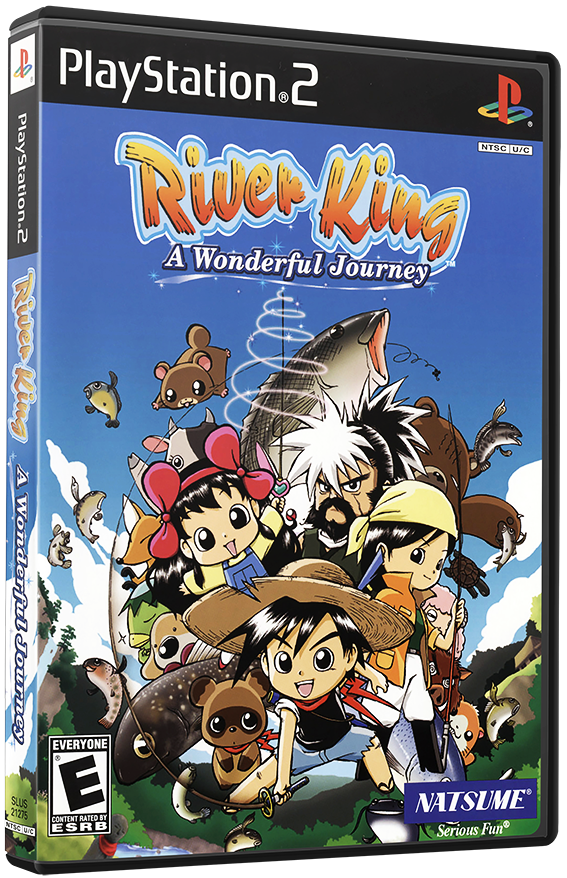 PlayStation®2
NTSC U/C
River King™
A Wonderful Journey
EVERYONE
E
CONTENT RATED BY
ESRB
NATSUME®
Serious Fun®
PlayStation®2
River King
A Wonderful Journey
SLUS
21275
NTSC U/C